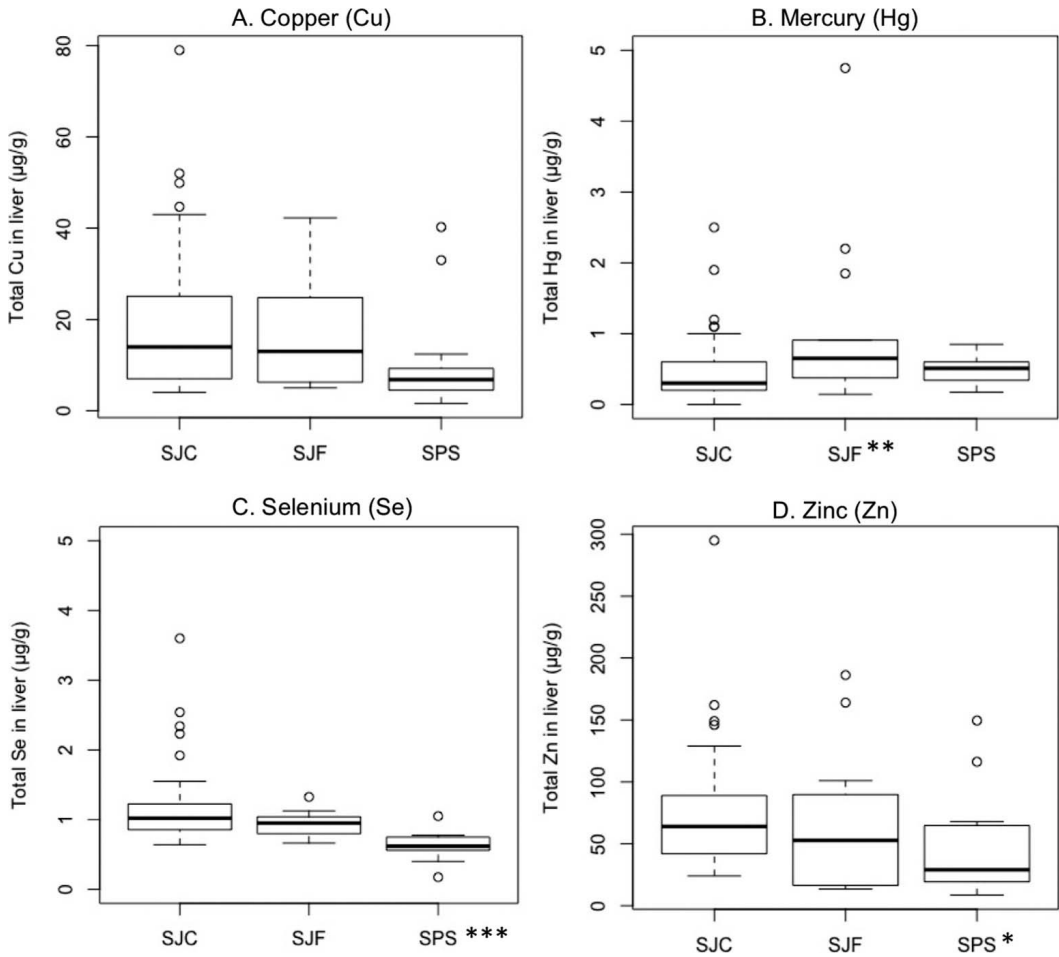 A. Copper (Cu)
Total Cu in liver (µg/g)
80
60
40
20
0
SJC SJF SPS
B. Mercury (Hg)
Total Hg in liver (µg/g)
5
4
3
2
1
0
SJC SJF** SPS
C. Selenium (Se)
Total Se in liver (µg/g)
5
4
3
2
1
0
SJC SJF SPS ***
D. Zinc (Zn)
Total Zn in liver (µg/g)
300
250
200
150
100
50
0
SJC SJF SPS*